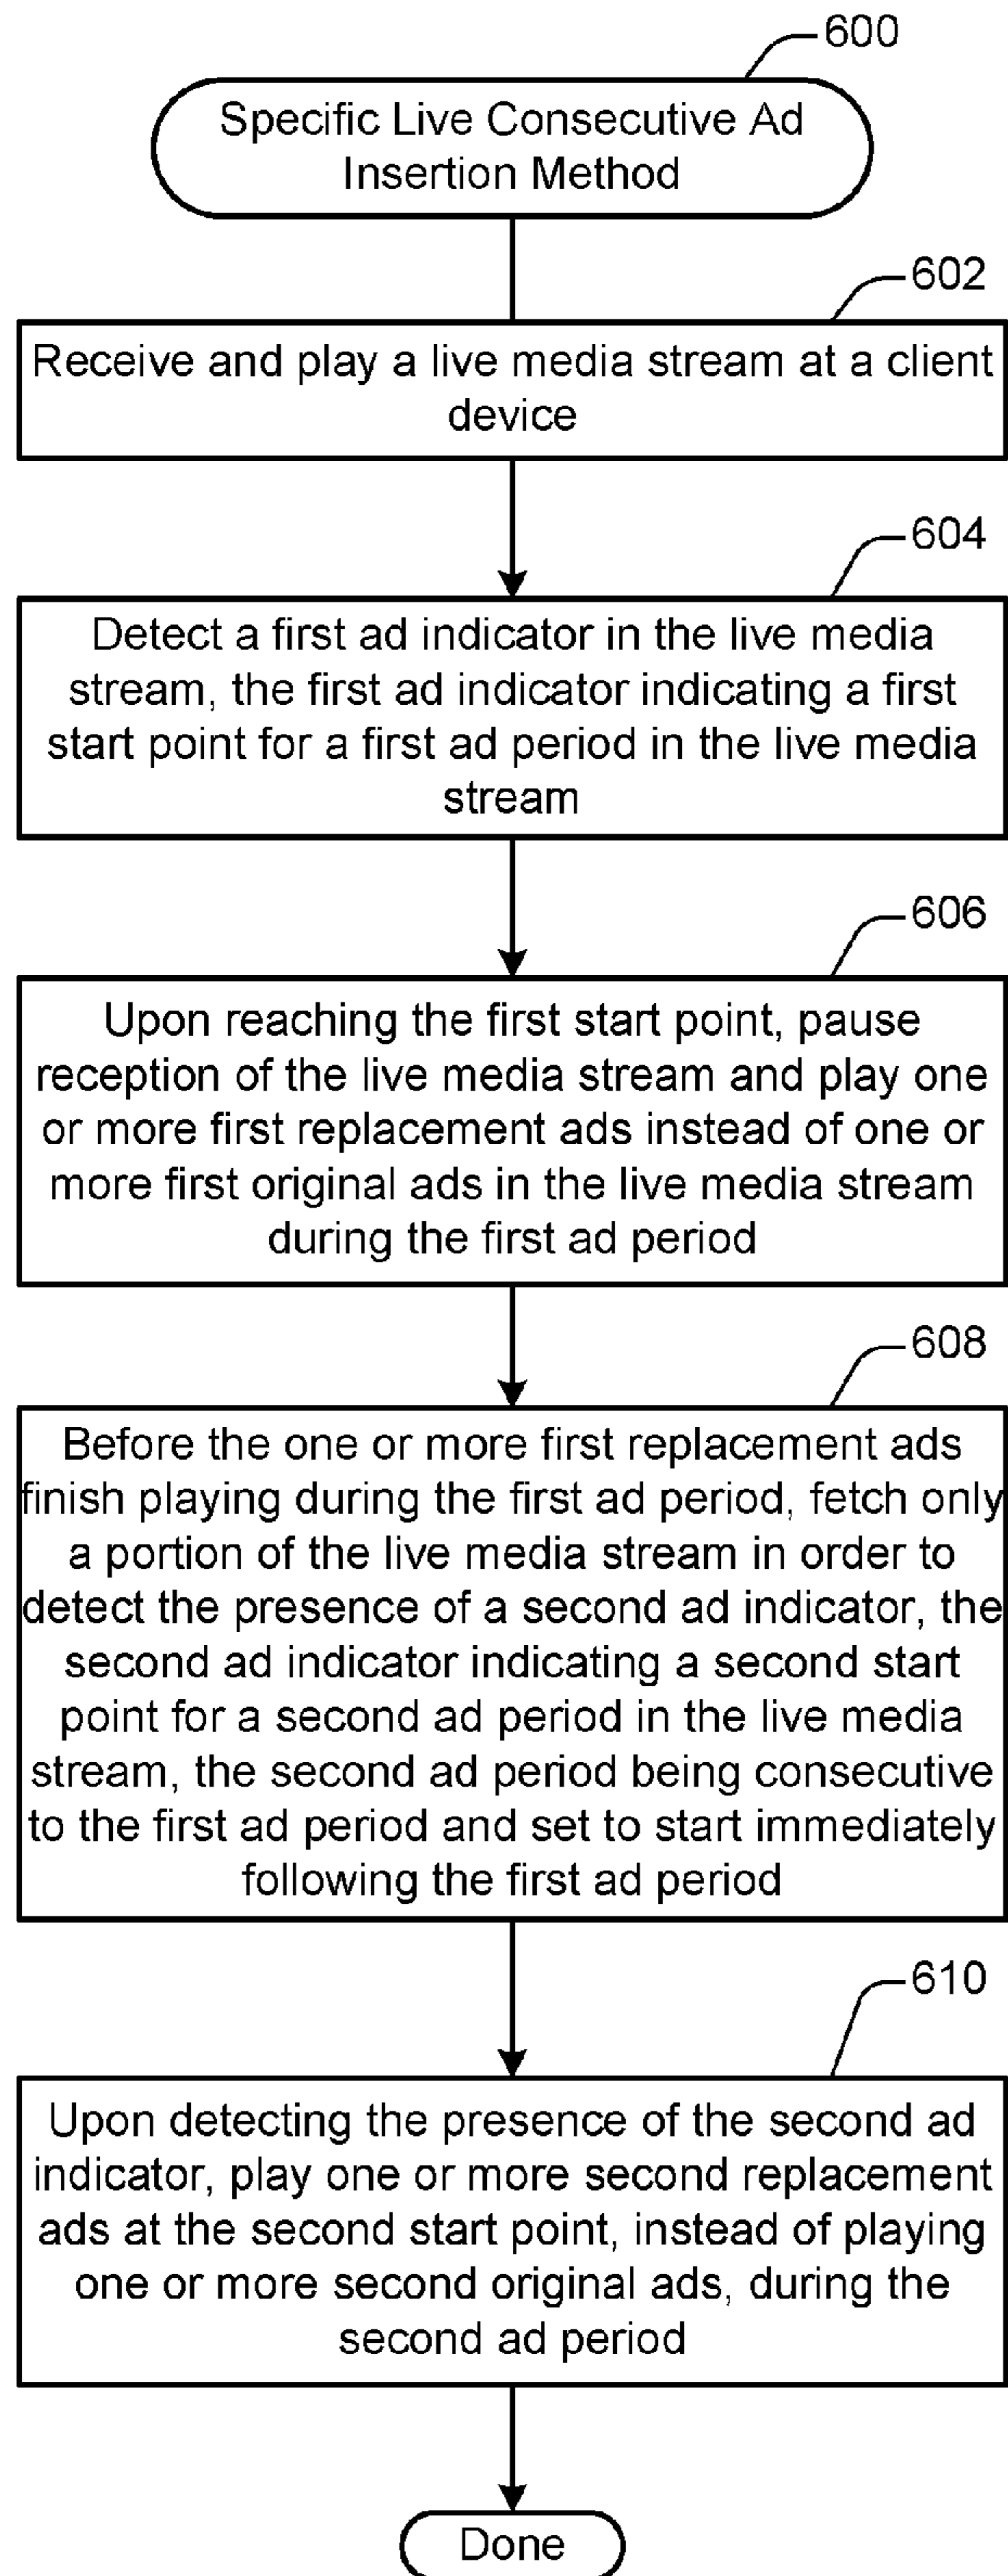 600
Specific Live Consecutive Ad
Insertion Method
602
Receive and play a live media stream at a client
device
604
Detect a first ad indicator in the live media
stream, the first ad indicator indicating a first
start point for a first ad period in the live media
stream
606
Upon reaching the first start point, pause
reception of the live media stream and play one
or more first replacement ads instead of one or
more first original ads in the live media stream
during the first ad period
608
Before the one or more first replacement ads
finish playing during the first ad period, fetch only
a portion of the live media stream in order to
detect the presence of a second ad indicator, the
second ad indicator indicating a second start
point for a second ad period in the live media
stream, the second ad period being consecutive
to the first ad period and set to start immediately
following the first ad period
610
Upon detecting the presence of the second ad
indicator, play one or more second replacement
ads at the second start point, instead of playing
one or more second original ads, during the
second ad period
Done